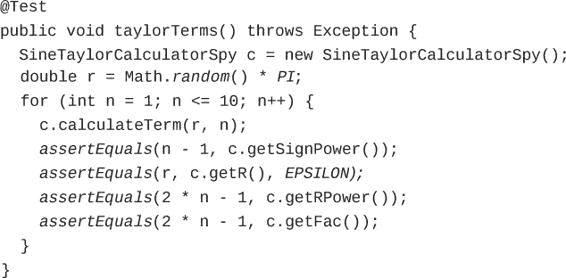 @Test
public void taylorTerms() throws Exception {
  SineTaylorCalculatorSpy c = new SineTaylorCalculatorSpy();
  double r = Math.random() * PI;
  for (int n = 1; n <= 10; n++) {
    c.calculateTerm(r, n);
    assertEquals(n - 1, c.getSignPower());
    assertEquals(r, c.getR(), EPSILON);
    assertEquals(2 * n - 1, c.getRPower());
    assertEquals(2 * n - 1, c.getFac());
  }
}